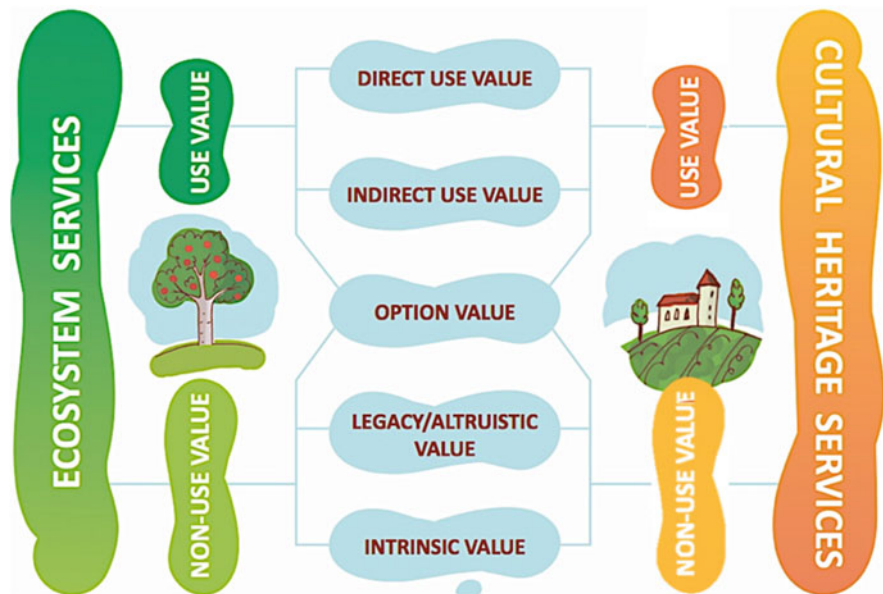 ECOSYSTEM SERVICES
USE VALUE
NON-USE VALUE
DIRECT USE VALUE
INDIRECT USE VALUE
OPTION VALUE
LEGACY/ALTRUISTIC
VALUE
INTRINSIC VALUE
USE VALUE
NON-USE VALUE
CULTURAL HERITAGE SERVICES